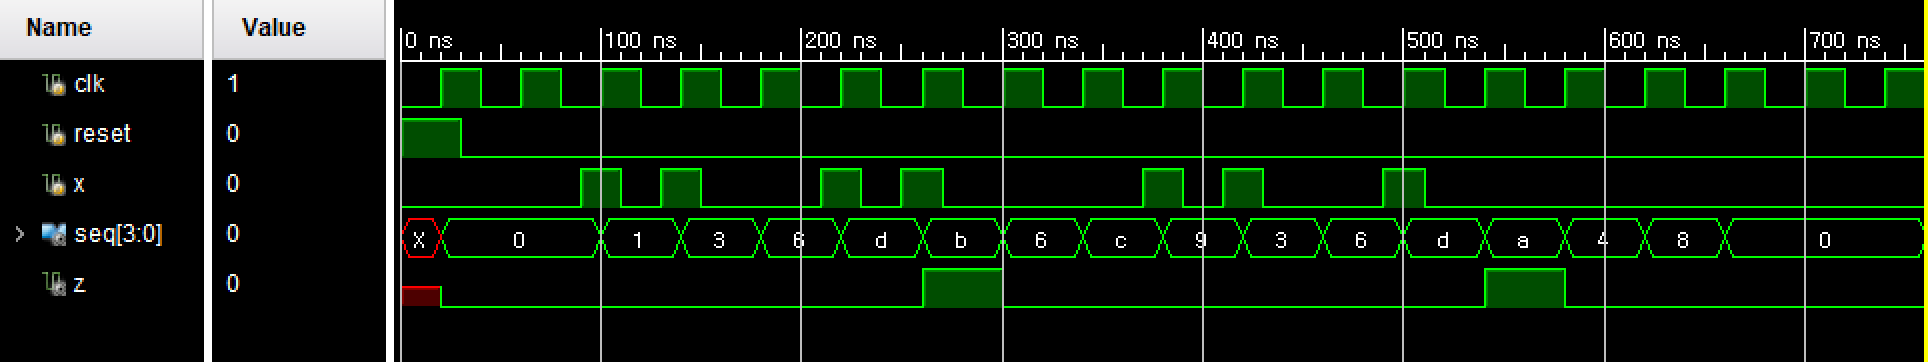 Name Value
0 ns 100 ns 200 ns 300 ns 400 ns 500 ns 600 ns 700 ns
clk 1
reset 0
x 0
seq[3:0] 0 X 0 1 3 6 d b 6 c 9 3 6 d a 4 8 0
z 0